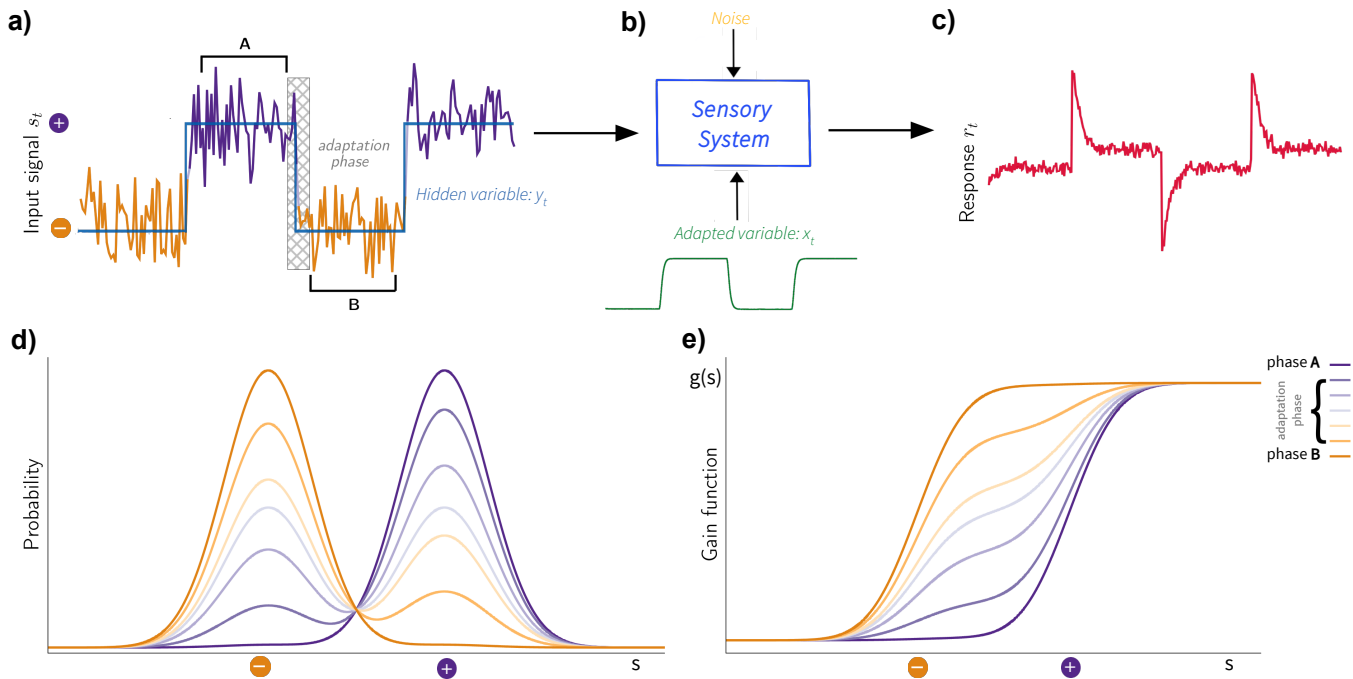 a)
A
Input signal s_t
+
−
adaptation
phase
Hidden variable: y_t
B
b)
Noise
Sensory
System
Adapted variable: x_t
c)
Response r_t
d)
Probability
−
+
s
e)
g(s)
Gain function
−
+
s
phase A
adaptation
phase
phase B